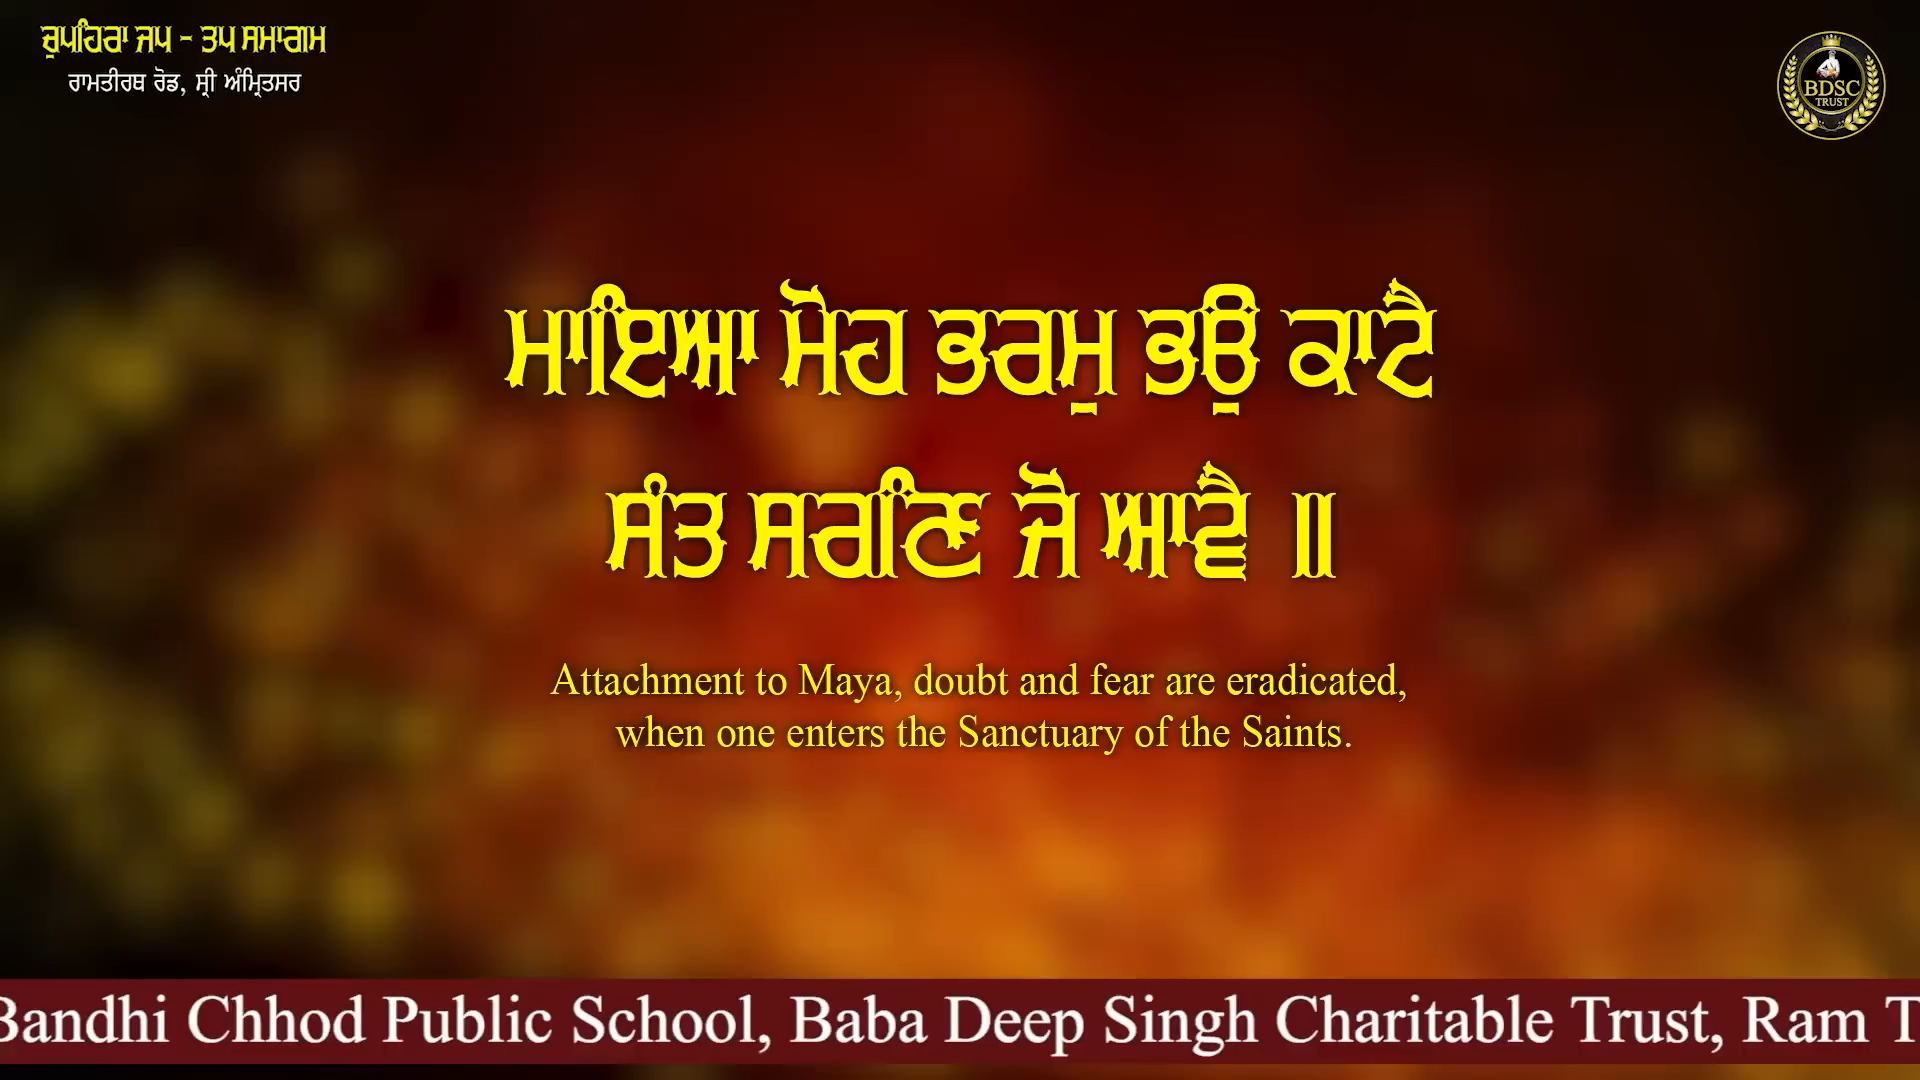 ਚੁਪਹਿਰਾ ਜਪ - ਤਪ ਸਮਾਗਮ
ਰਾਮਤੀਰਥ ਰੋਡ, ਸ੍ਰੀ ਅੰਮ੍ਰਿਤਸਰ
BDSC
TRUST
ਮਾਇਆ ਮੋਹ ਭਰਮੁ ਭਉ ਕਾਟੈ
ਸੰਤ ਸਰਣਿ ਜੋ ਆਵੈ ॥
Attachment to Maya, doubt and fear are eradicated,
when one enters the Sanctuary of the Saints.
Bandhi Chhod Public School, Baba Deep Singh Charitable Trust, Ram T